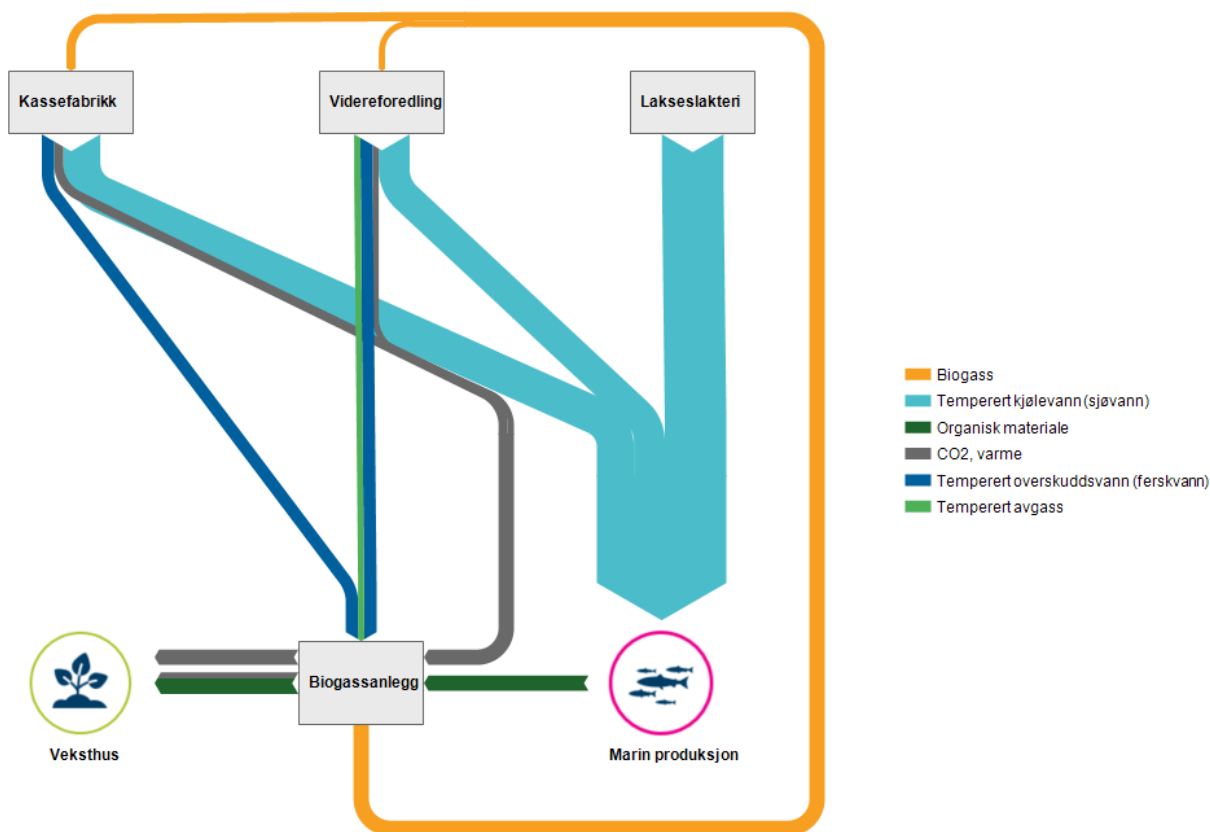 Kassefabrikk
Videreforedling
Lakseslakteri
Biogass
Temperert kjølevann (sjøvann)
Organisk materiale
CO2, varme
Temperert overskuddsvann (ferskvann)
Temperert avgass
Biogassanlegg
Veksthus
Marin produksjon